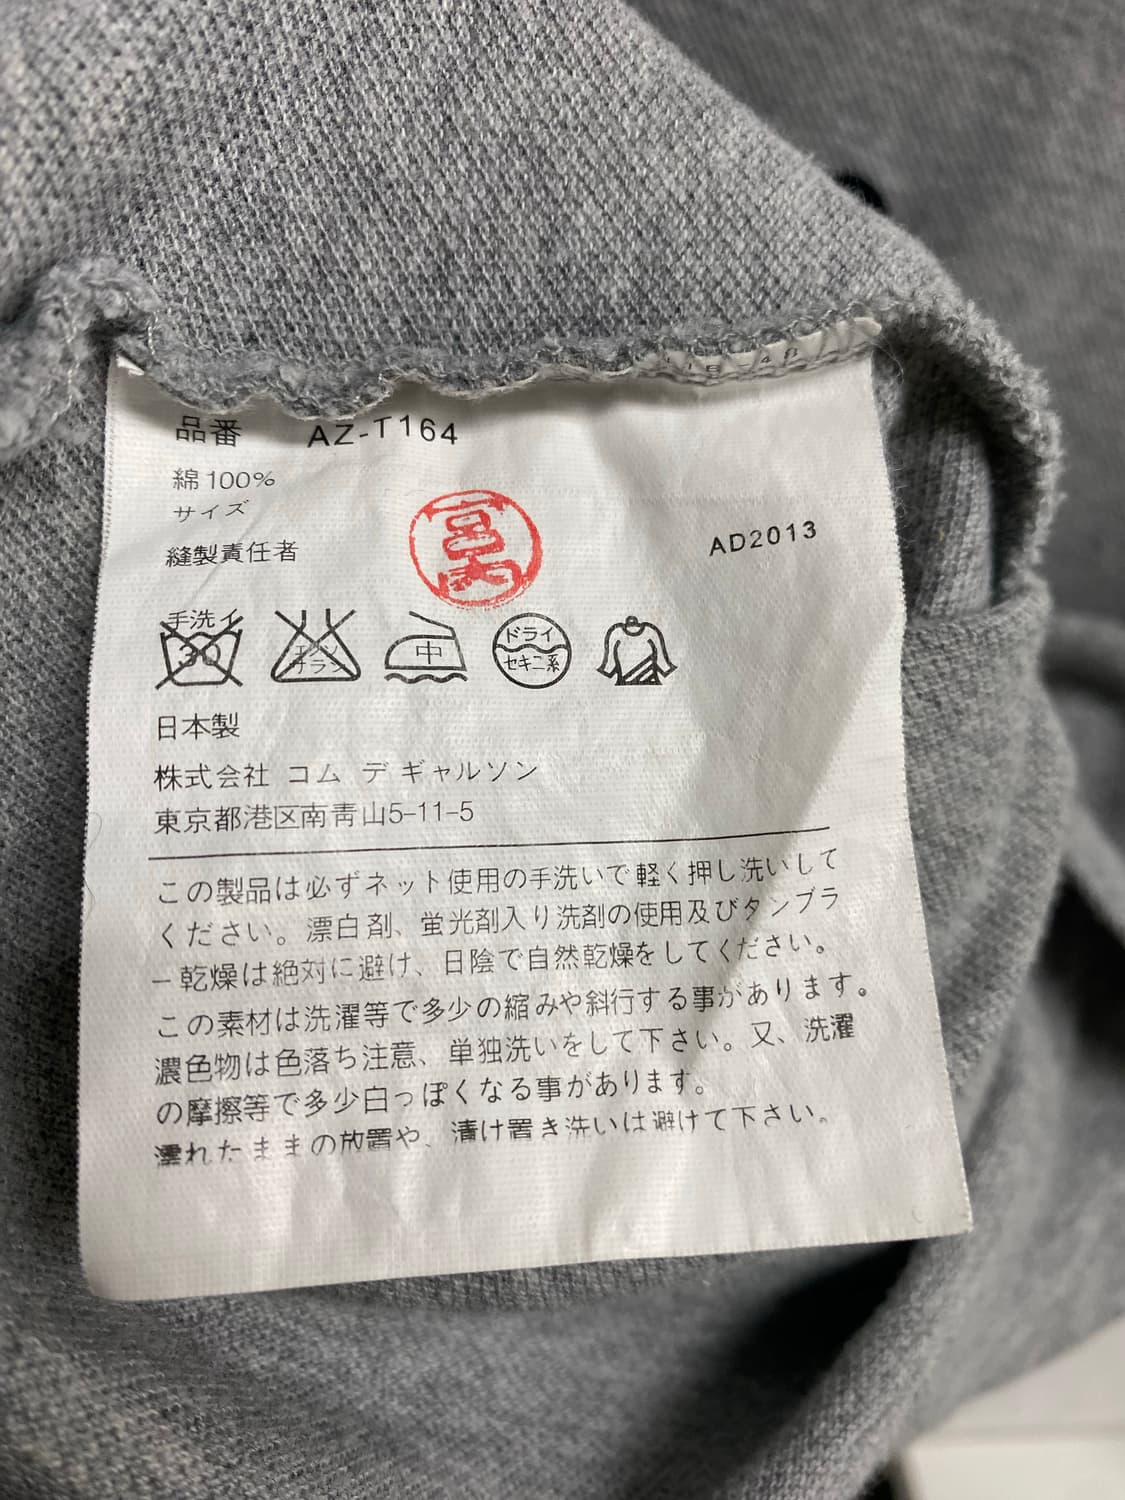 品番 AZ-T164
綿100%
サイズ
縫製責任者
宮内
AD2013
手洗イ
30
エンソ
サラシ
中
ドライ
セキユ系
日本製
株式会社 コム デ ギャルソン
東京都港区南青山5-11-5
この製品は必ずネット使用の手洗いで軽く押し洗いして
ください。漂白剤、蛍光剤入り洗剤の使用及びタンブラ
ー乾燥は絶対に避け、日陰で自然乾燥をしてください。
この素材は洗濯等で多少の縮みや斜行する事があります。
濃色物は色落ち注意、単独洗いをして下さい。又、洗濯
の摩擦等で多少白っぽくなる事があります。
濡れたままの放置や、漬け置き洗いは避けて下さい。